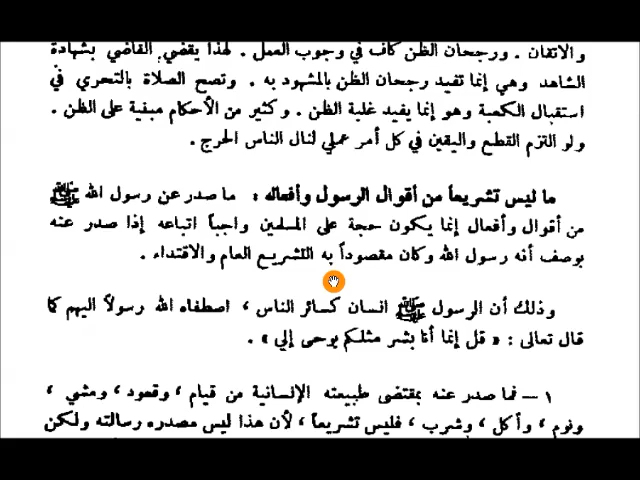 والاتقان . ورجحان الظن كاف في وجوب العمل . لهذا يقضي القاضي بشهادة
الشاهد وهي إنما تفيد رجحان الظن بالمشهود به . وتصح الصلاة بالتحري في
استقبال الكعبة وهو إنما يفيد غلبة الظن . وكثير من الأحكام مبنية على الظن .
ولو التزم القطع واليقين في كل أمر عملي لنال الناس الحرج .
ما ليس تشريعاً من أقوال الرسول وأفعاله : ما صدر عن رسول الله ﷺ
من أقوال وأفعال إنما يكون حجة على المسلمين واجباً اتباعه إذا صدر عنه
بوصف أنه رسول الله وكان مقصوداً به التشريع العام والاقتداء .
وذلك أن الرسول ﷺ انسان كسائر الناس ، اصطفاه الله رسولاً اليهم كما
قال تعالى : « قل إنما أنا بشر مثلكم يوحى إلي » .
١ – فما صدر عنه بمقتضى طبيعته الإنسانية من قيام ، وقعود ، ومشي ،
ونوم ، وأكل ، وشرب ، فليس تشريعاً ، لأن هذا ليس مصدره رسالته ولكن